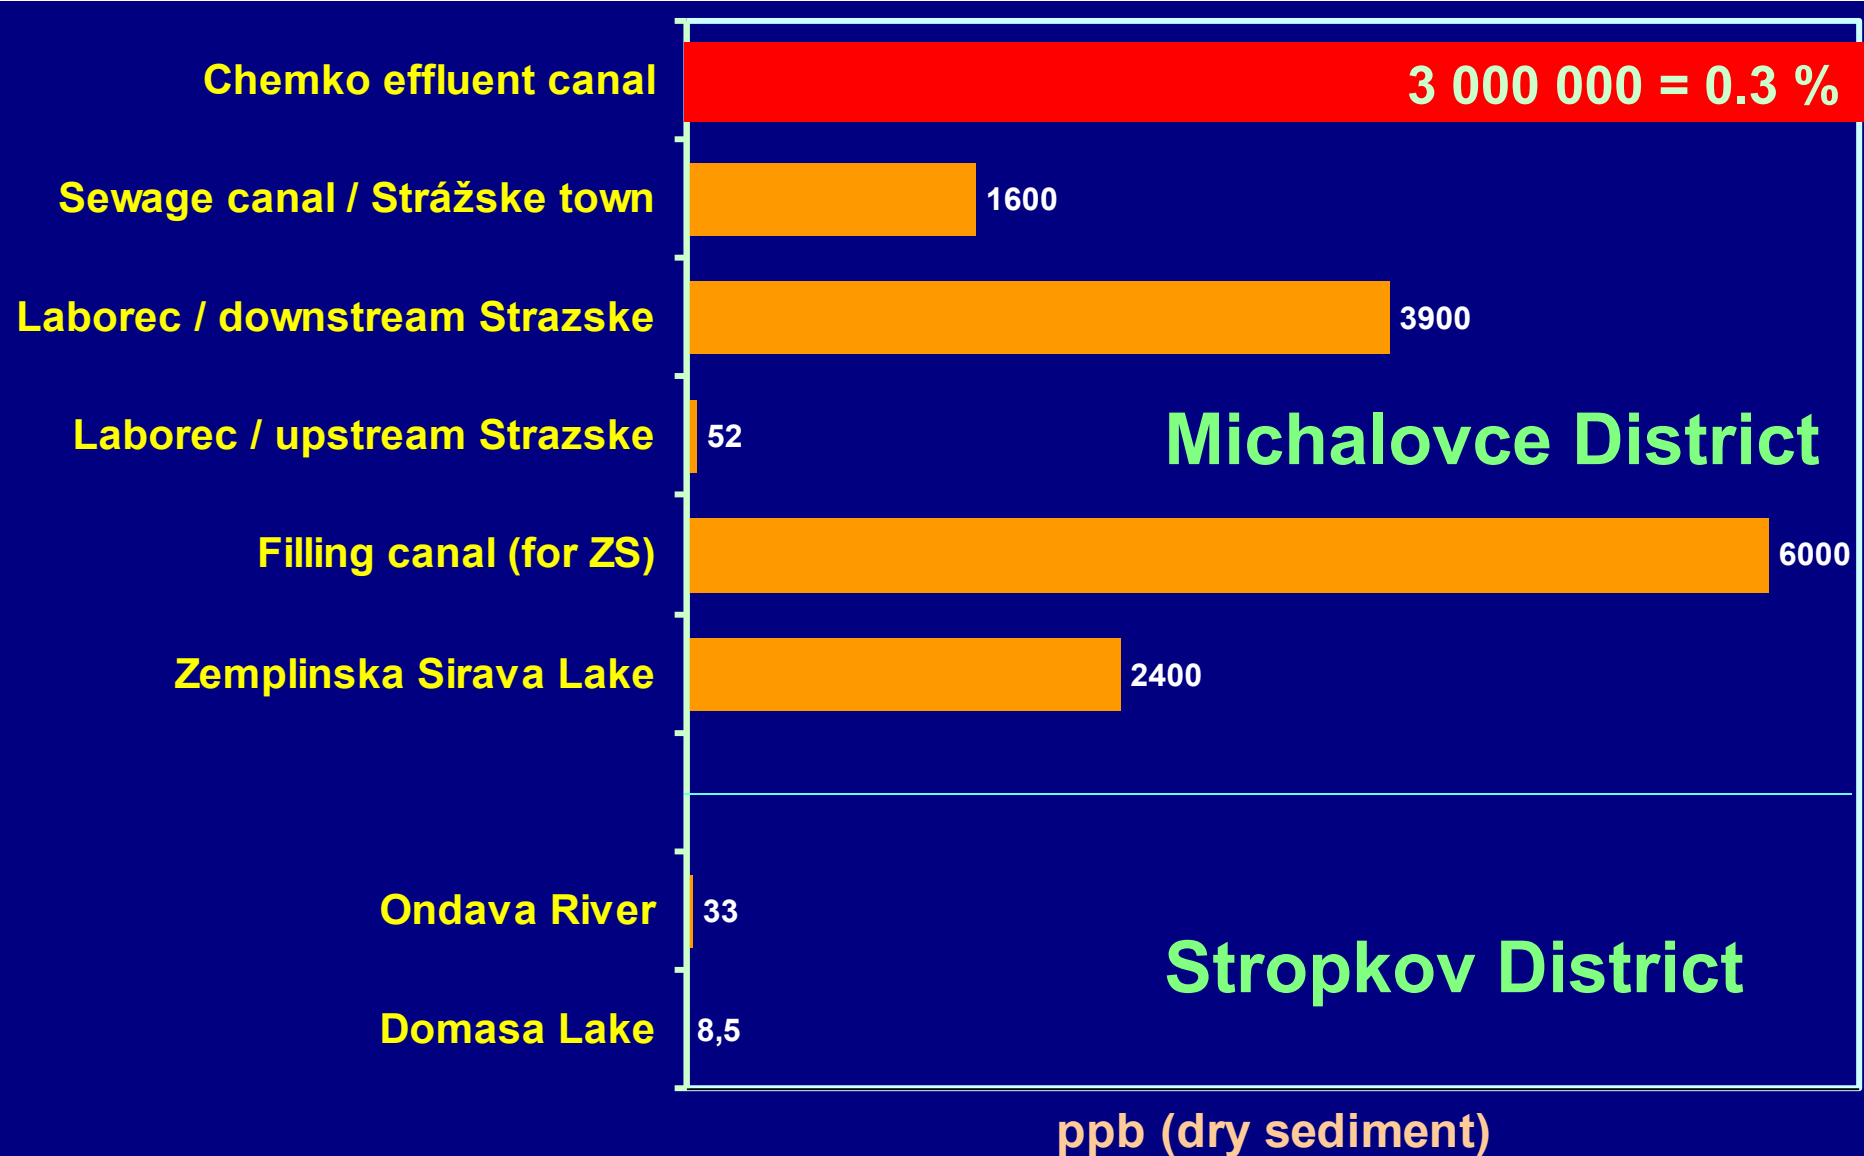 Chemko effluent canal 3 000 000 = 0.3 %
Sewage canal / Strážske town 1600
Laborec / downstream Strazske 3900
Laborec / upstream Strazske 52
Michalovce District
Filling canal (for ZS) 6000
Zemplinska Sirava Lake 2400
Ondava River 33
Stropkov District
Domasa Lake 8,5
ppb (dry sediment)